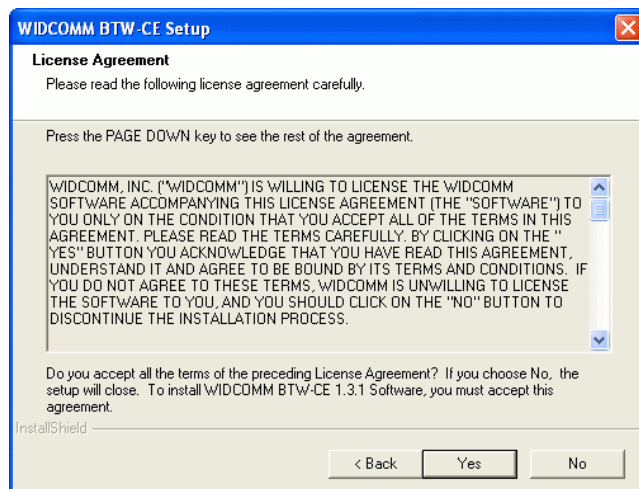 WIDCOMM BTW-CE Setup
License Agreement
Please read the following license agreement carefully.
Press the PAGE DOWN key to see the rest of the agreement.
WIDCOMM, INC. ("WIDCOMM") IS WILLING TO LICENSE THE WIDCOMM
SOFTWARE ACCOMPANYING THIS LICENSE AGREEMENT (THE "SOFTWARE") TO
YOU ONLY ON THE CONDITION THAT YOU ACCEPT ALL OF THE TERMS IN THIS
AGREEMENT. PLEASE READ THE TERMS CAREFULLY. BY CLICKING ON THE "
YES" BUTTON YOU ACKNOWLEDGE THAT YOU HAVE READ THIS AGREEMENT,
UNDERSTAND IT AND AGREE TO BE BOUND BY ITS TERMS AND CONDITIONS. IF
YOU DO NOT AGREE TO THESE TERMS, WIDCOMM IS UNWILLING TO LICENSE
THE SOFTWARE TO YOU, AND YOU SHOULD CLICK ON THE "NO" BUTTON TO
DISCONTINUE THE INSTALLATION PROCESS.
Do you accept all the terms of the preceding License Agreement? If you choose No, the
setup will close. To install WIDCOMM BTW-CE 1.3.1 Software, you must accept this
agreement.
InstallShield
< Back
Yes
No